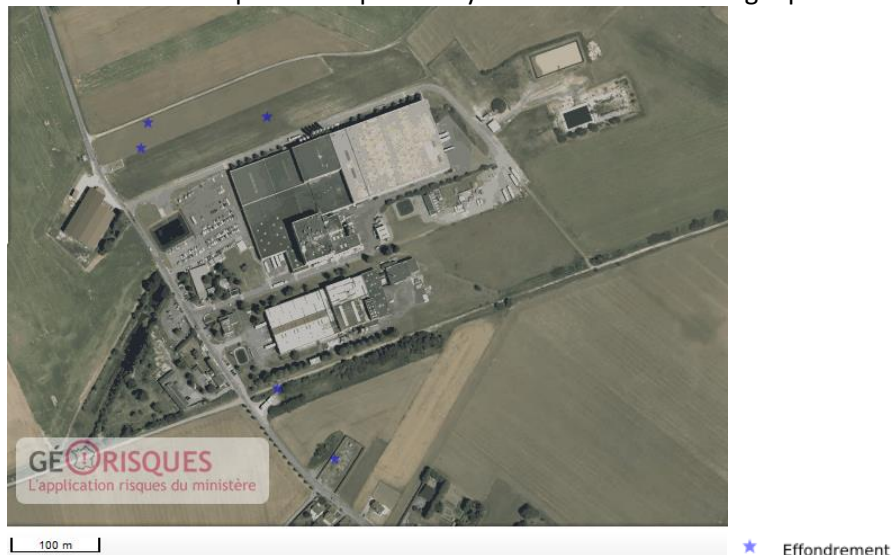 GÉORISQUES
L'application risques du ministère
100 m
Effondrement